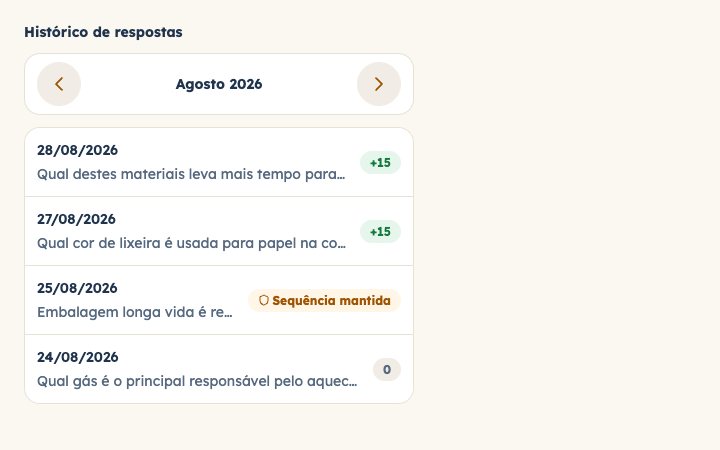 Histórico de respostas
Agosto 2026
28/08/2026
Qual destes materiais leva mais tempo para...
+15
27/08/2026
Qual cor de lixeira é usada para papel na co...
+15
25/08/2026
Embalagem longa vida é re...
Sequência mantida
24/08/2026
Qual gás é o principal responsável pelo aquec...
0